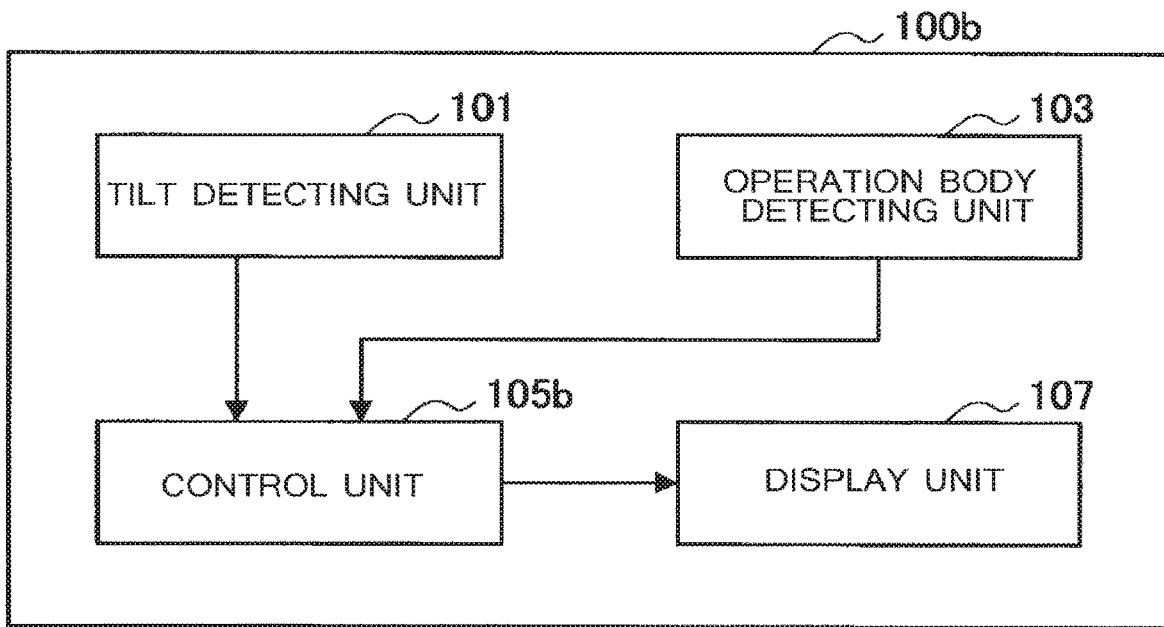 100b
101
103
TILT DETECTING UNIT
OPERATION BODY
DETECTING UNIT
105b
107
CONTROL UNIT
DISPLAY UNIT